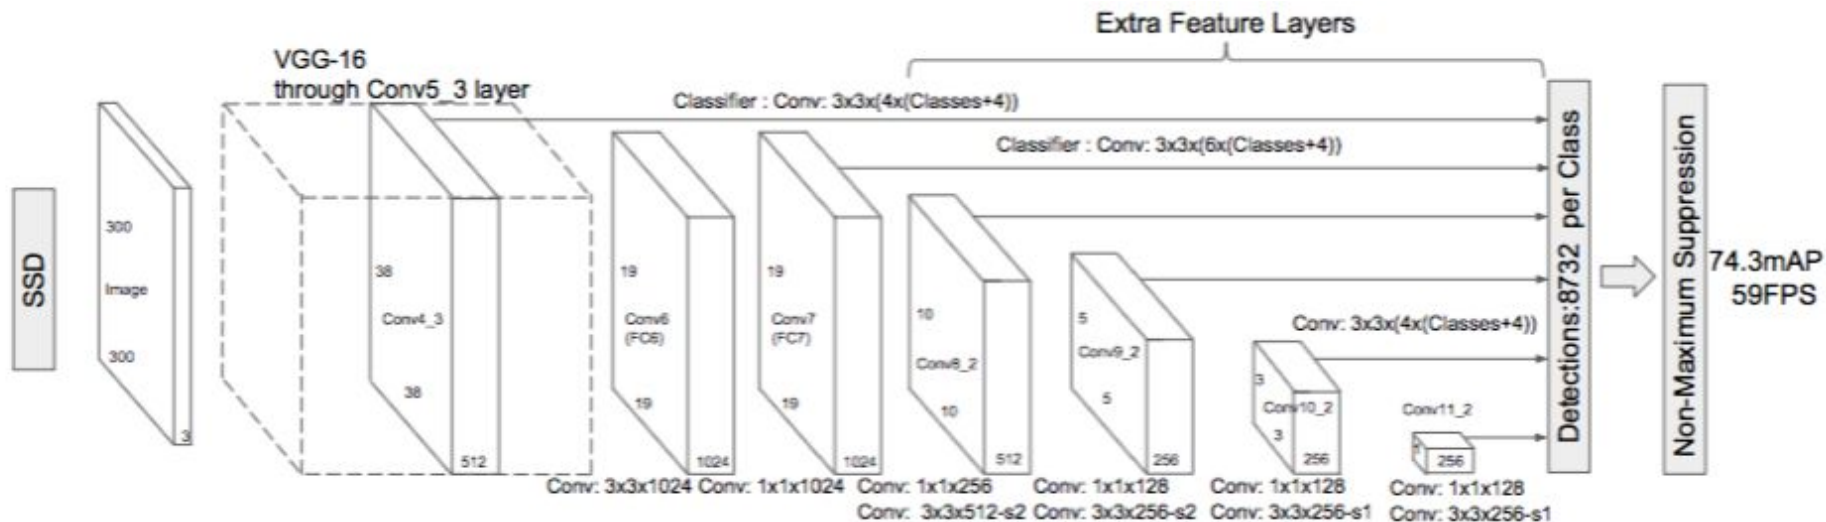 Extra Feature Layers
VGG-16
through Conv5_3 layer
Classifier : Conv: 3x3x(4x(Classes+4))
Classifier : Conv: 3x3x(6x(Classes+4))
SSD
300
Image
300
3
38
Conv4_3
38
512
19
Conv6
(FC6)
19
1024
19
Conv7
(FC7)
19
1024
10
Conv8_2
10
512
5
Conv9_2
5
256
Conv: 3x3x(4x(Classes+4))
3
Conv10_2
3
256
Conv11_2
256
Detections:8732 per Class
Non-Maximum Suppression
74.3mAP
59FPS
Conv: 3x3x1024
Conv: 1x1x1024
Conv: 1x1x256
Conv: 3x3x512-s2
Conv: 1x1x128
Conv: 3x3x256-s2
Conv: 1x1x128
Conv: 3x3x256-s1
Conv: 1x1x128
Conv: 3x3x256-s1